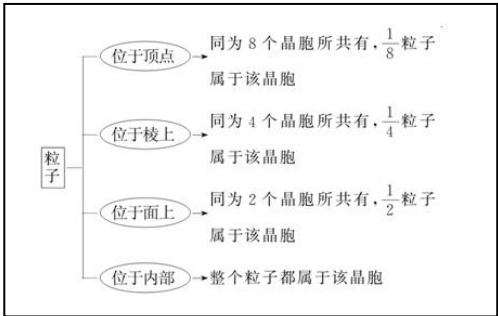 位于顶点
同为 8 个晶胞所共有,1/8粒子
属于该晶胞
位于棱上
同为 4 个晶胞所共有,1/4粒子
属于该晶胞
粒子
位于面上
同为 2 个晶胞所共有,1/2粒子
属于该晶胞
位于内部
整个粒子都属于该晶胞